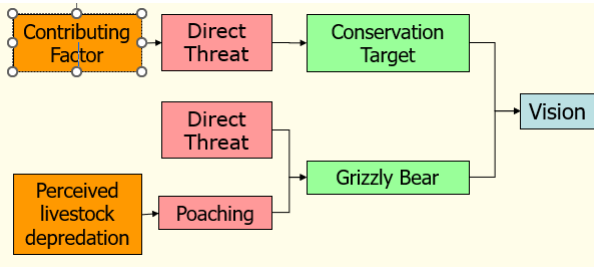 Contributing
Factor
Direct
Threat
Conservation
Target
Vision
Direct
Threat
Grizzly Bear
Perceived
livestock
depredation
Poaching